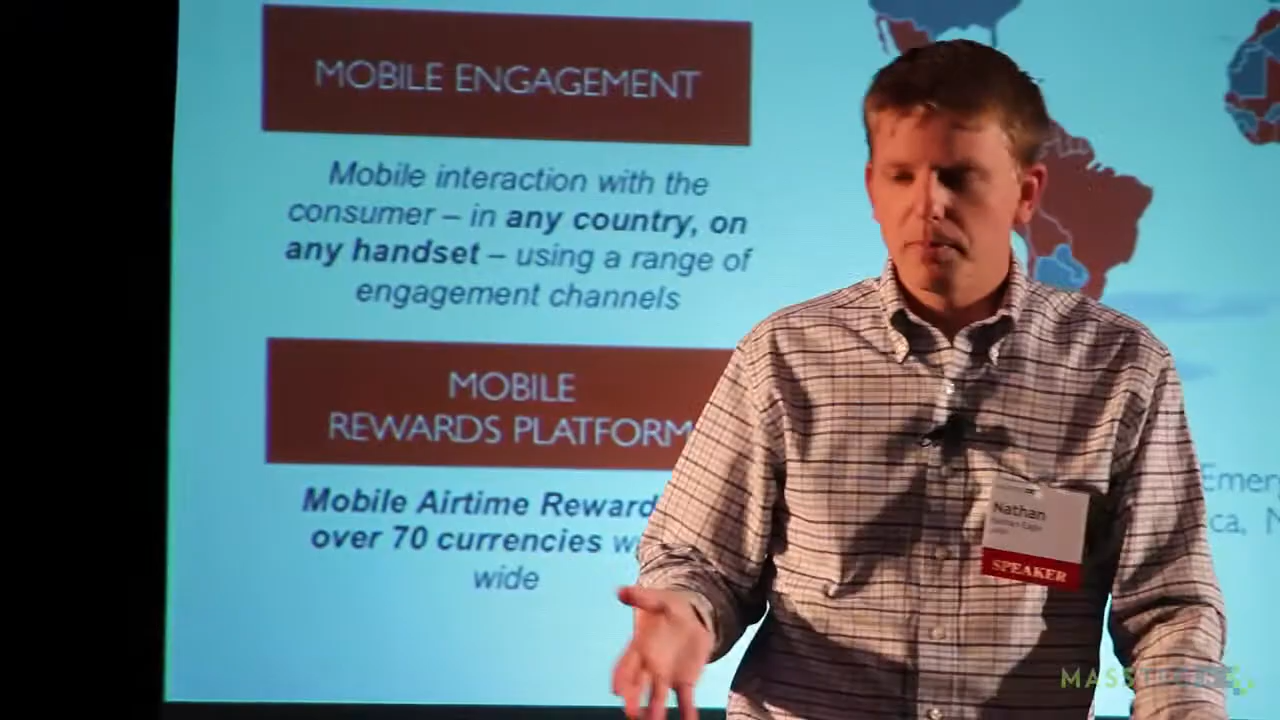 MOBILE ENGAGEMENT
Mobile interaction with the
consumer – in any country, on
any handset – using a range of
engagement channels
MOBILE
REWARDS PLATFORM
Mobile Airtime Reward
over 70 currencies w
wide
Emer
ca, N
Nathan
SPEAKER
MASS